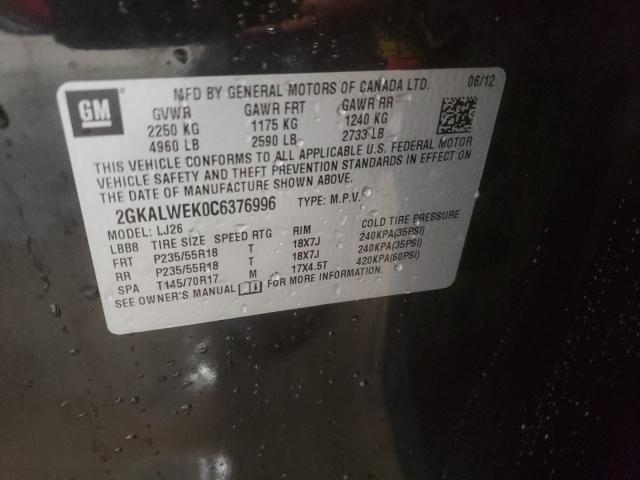 MFD BY GENERAL MOTORS OF CANADA LTD. 06/12
GM
GVWR GAWR FRT GAWR RR
2250 KG 1175 KG 1240 KG
4960 LB 2590 LB 2733 LB
THIS VEHICLE CONFORMS TO ALL APPLICABLE U.S. FEDERAL MOTOR
VEHICLE SAFETY AND THEFT PREVENTION STANDARDS IN EFFECT ON
THE DATE OF MANUFACTURE SHOWN ABOVE.
2GKALWEK0C6376996 TYPE: M.P.V.
MODEL: LJ26
LBB8 TIRE SIZE SPEED RTG RIM COLD TIRE PRESSURE
FRT P235/55R18 T 18X7J 240KPA(35PSI)
RR P235/55R18 T 18X7J 240KPA(35PSI)
SPA T145/70R17 M 17X4.5T 420KPA(60PSI)
SEE OWNER'S MANUAL FOR MORE INFORMATION.